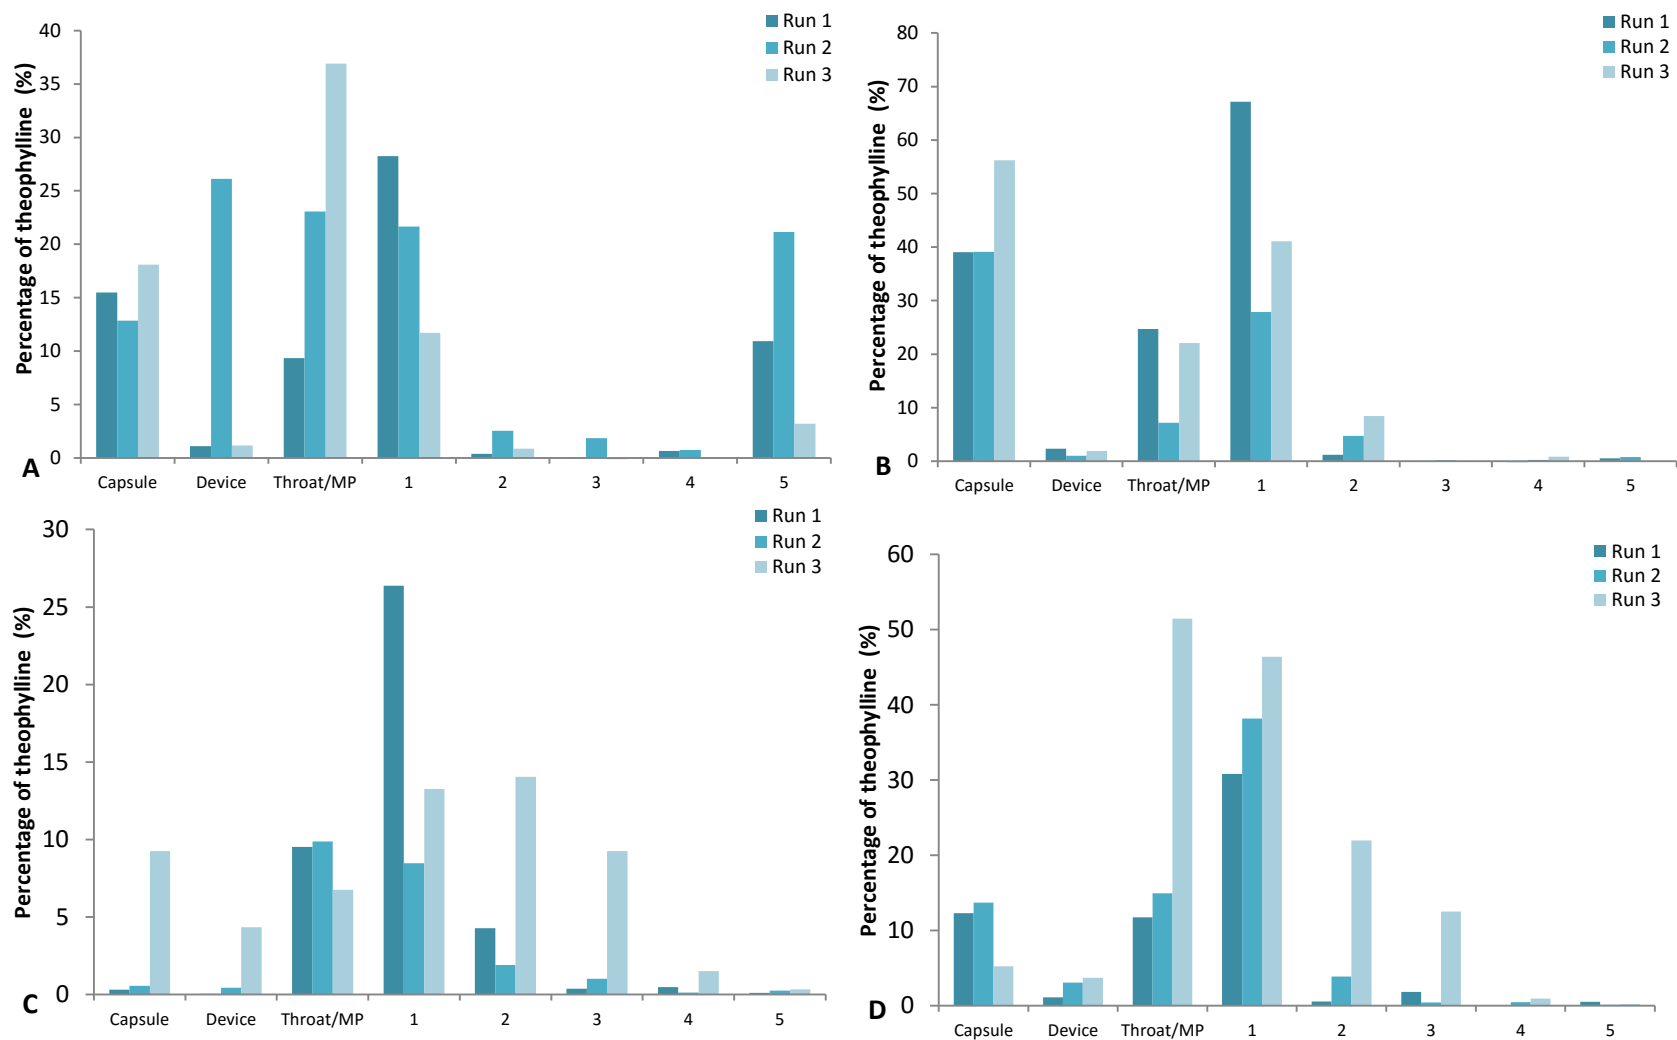 Percentage of theophylline (%)
40
35
30
25
20
15
10
5
0
Run 1
Run 2
Run 3
A
Capsule Device Throat/MP 1 2 3 4 5
Percentage of theophylline (%)
80
70
60
50
40
30
20
10
0
Run 1
Run 2
Run 3
B
Capsule Device Throat/MP 1 2 3 4 5
Percentage of theophylline (%)
30
25
20
15
10
5
0
Run 1
Run 2
Run 3
C
Capsule Device Throat/MP 1 2 3 4 5
Percentage of theophylline (%)
60
50
40
30
20
10
0
Run 1
Run 2
Run 3
D
Capsule Device Throat/MP 1 2 3 4 5